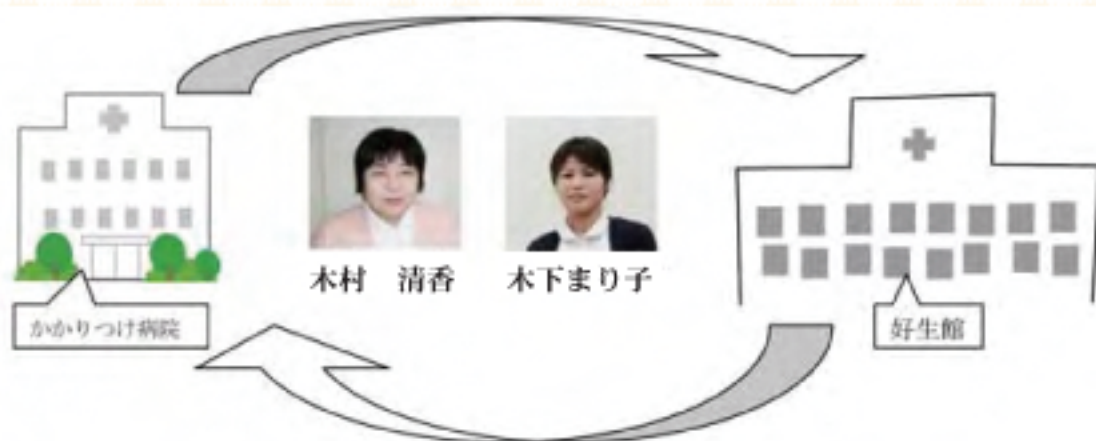 木村　清香
木下まり子
かかりつけ病院
好生館